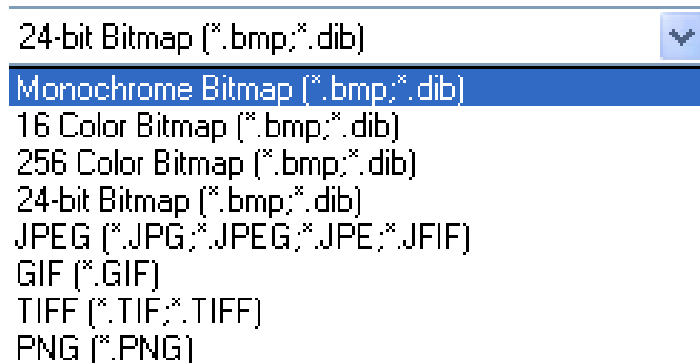 24-bit Bitmap (*.bmp;*.dib)
Monochrome Bitmap (*.bmp;*.dib)
16 Color Bitmap (*.bmp;*.dib)
256 Color Bitmap (*.bmp;*.dib)
24-bit Bitmap (*.bmp;*.dib)
JPEG (*.JPG;*.JPEG;*.JPE;*.JFIF)
GIF (*.GIF)
TIFF (*.TIF;*.TIFF)
PNG (*.PNG)